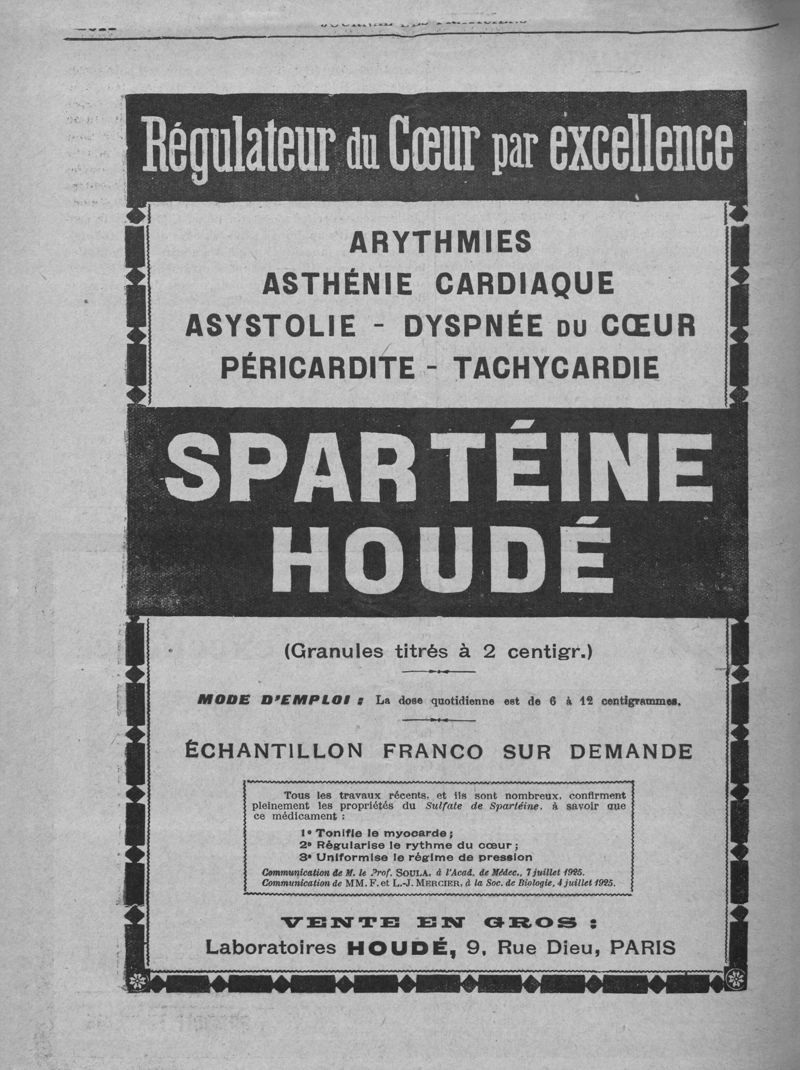 Régulateur du Cœur par excellence
ARYTHMIES
ASTHÉNIE CARDIAQUE
ASYSTOLIE - DYSPNÉE DU CŒUR
PÉRICARDITE - TACHYCARDIE
SPARTÉINE
HOUDÉ
(Granules titrés à 2 centigr.)
MODE D'EMPLOI : La dose quotidienne est de 6 à 12 centigrammes.
ÉCHANTILLON FRANCO SUR DEMANDE
Tous les travaux récents, et ils sont nombreux, confirment
pleinement les propriétés du Sulfate de Spartéine, à savoir que
ce médicament :
1º Tonifie le myocarde ;
2º Régularise le rythme du cœur ;
3º Uniformise le régime de pression
Communication de M. le Prof. SOULA, à l'Acad. de Médec., 7 juillet 1925.
Communication de MM. F. et L.-J. MERCIER, à la Soc. de Biologie, 4 juillet 1925.
VENTE EN GROS :
Laboratoires HOUDÉ, 9, Rue Dieu, PARIS